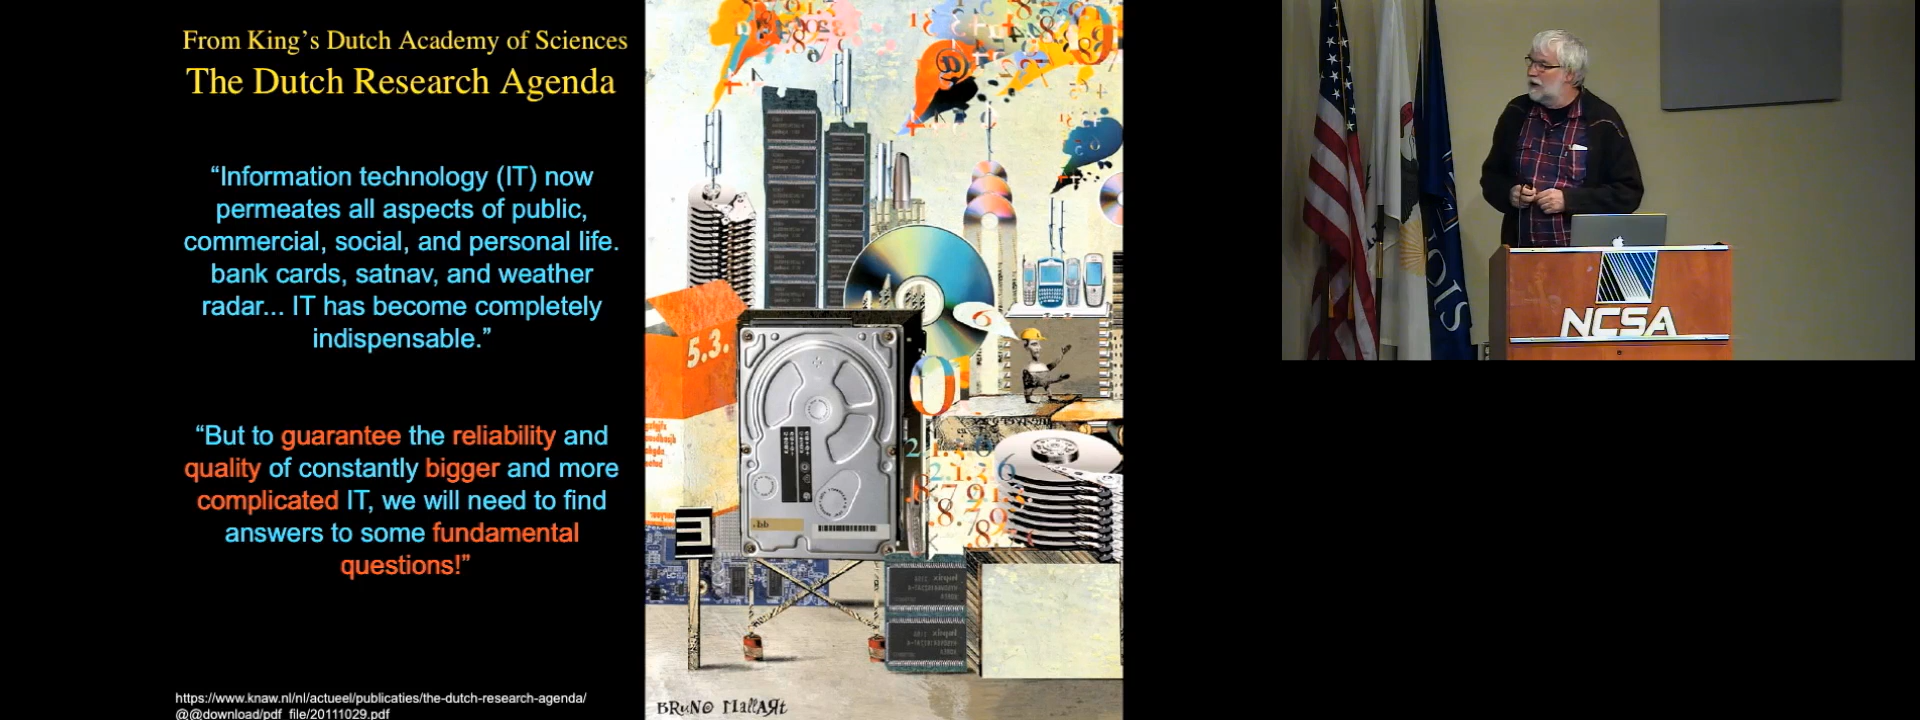 From King's Dutch Academy of Sciences
The Dutch Research Agenda
“Information technology (IT) now
permeates all aspects of public,
commercial, social, and personal life.
bank cards, satnav, and weather
radar... IT has become completely
indispensable.”
“But to guarantee the reliability and
quality of constantly bigger and more
complicated IT, we will need to find
answers to some fundamental
questions!”
https://www.knaw.nl/nl/actueel/publicaties/the-dutch-research-agenda/
@@download/pdf_file/20111029.pdf
5.3.
6
.bb
BRuNO MallARt
NCSA